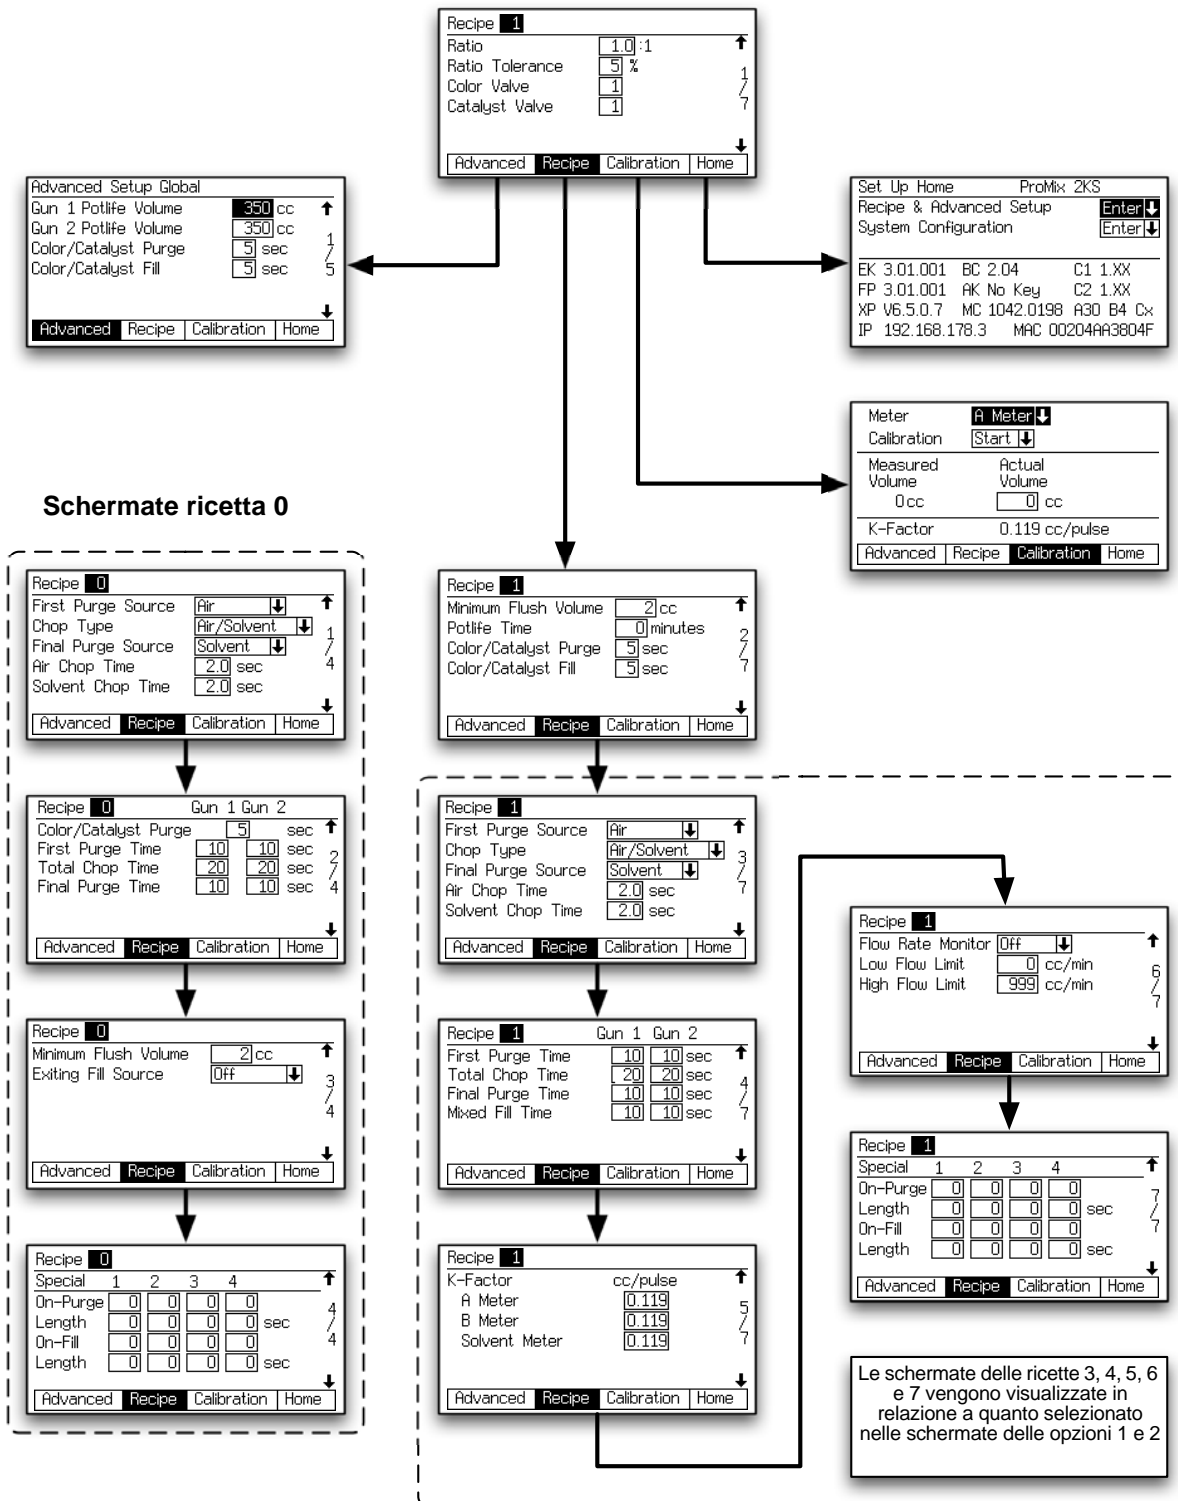 Recipe 1
Ratio 1.0 :1
Ratio Tolerance 5 %
Color Valve 1
Catalyst Valve 1
1/7
Advanced Recipe Calibration Home
Advanced Setup Global
Gun 1 Potlife Volume 350 cc
Gun 2 Potlife Volume 350 cc
Color/Catalyst Purge 5 sec
Color/Catalyst Fill 5 sec
1/5
Advanced Recipe Calibration Home
Set Up Home ProMix 2KS
Recipe & Advanced Setup Enter
System Configuration Enter
EK 3.01.001 BC 2.04 C1 1.XX
FP 3.01.001 AK No Key C2 1.XX
XP V6.5.0.7 MC 1042.0198 A30 B4 Cx
IP 192.168.178.3 MAC 00204AA3804F
Meter A Meter
Calibration Start
Measured Actual
Volume Volume
0 cc 0 cc
K-Factor 0.119 cc/pulse
Advanced Recipe Calibration Home
Schermate ricetta 0
Recipe 0
First Purge Source Air
Chop Type Air/Solvent
Final Purge Source Solvent
Air Chop Time 2.0 sec
Solvent Chop Time 2.0 sec
1/4
Advanced Recipe Calibration Home
Recipe 0 Gun 1 Gun 2
Color/Catalyst Purge 5 sec
First Purge Time 10 10 sec
Total Chop Time 20 20 sec
Final Purge Time 10 10 sec
2/4
Advanced Recipe Calibration Home
Recipe 0
Minimum Flush Volume 2 cc
Exiting Fill Source Off
3/4
Advanced Recipe Calibration Home
Recipe 0
Special 1 2 3 4
On-Purge 0 0 0 0
Length 0 0 0 0 sec
On-Fill 0 0 0 0
Length 0 0 0 0 sec
4/4
Advanced Recipe Calibration Home
Recipe 1
Minimum Flush Volume 2 cc
Potlife Time 0 minutes
Color/Catalyst Purge 5 sec
Color/Catalyst Fill 5 sec
2/7
Advanced Recipe Calibration Home
Recipe 1
First Purge Source Air
Chop Type Air/Solvent
Final Purge Source Solvent
Air Chop Time 2.0 sec
Solvent Chop Time 2.0 sec
3/7
Advanced Recipe Calibration Home
Recipe 1 Gun 1 Gun 2
First Purge Time 10 10 sec
Total Chop Time 20 20 sec
Final Purge Time 10 10 sec
Mixed Fill Time 10 10 sec
4/7
Advanced Recipe Calibration Home
Recipe 1
K-Factor cc/pulse
A Meter 0.119
B Meter 0.119
Solvent Meter 0.119
5/7
Advanced Recipe Calibration Home
Recipe 1
Flow Rate Monitor Off
Low Flow Limit 0 cc/min
High Flow Limit 999 cc/min
6/7
Advanced Recipe Calibration Home
Recipe 1
Special 1 2 3 4
On-Purge 0 0 0 0
Length 0 0 0 0 sec
On-Fill 0 0 0 0
Length 0 0 0 0 sec
7/7
Advanced Recipe Calibration Home
Le schermate delle ricette 3, 4, 5, 6
e 7 vengono visualizzate in
relazione a quanto selezionato
nelle schermate delle opzioni 1 e 2